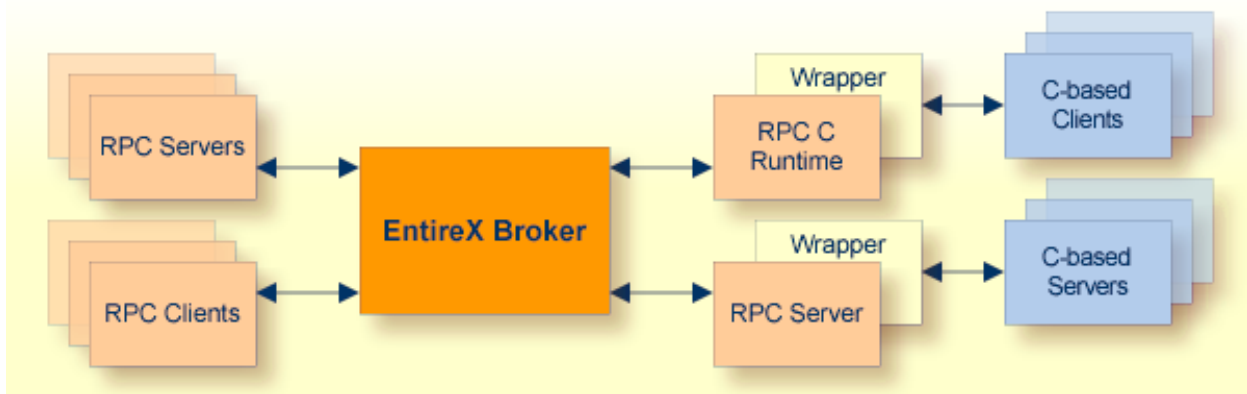 RPC Servers
RPC Clients
EntireX Broker
Wrapper
RPC C
Runtime
Wrapper
RPC Server
C-based
Clients
C-based
Servers